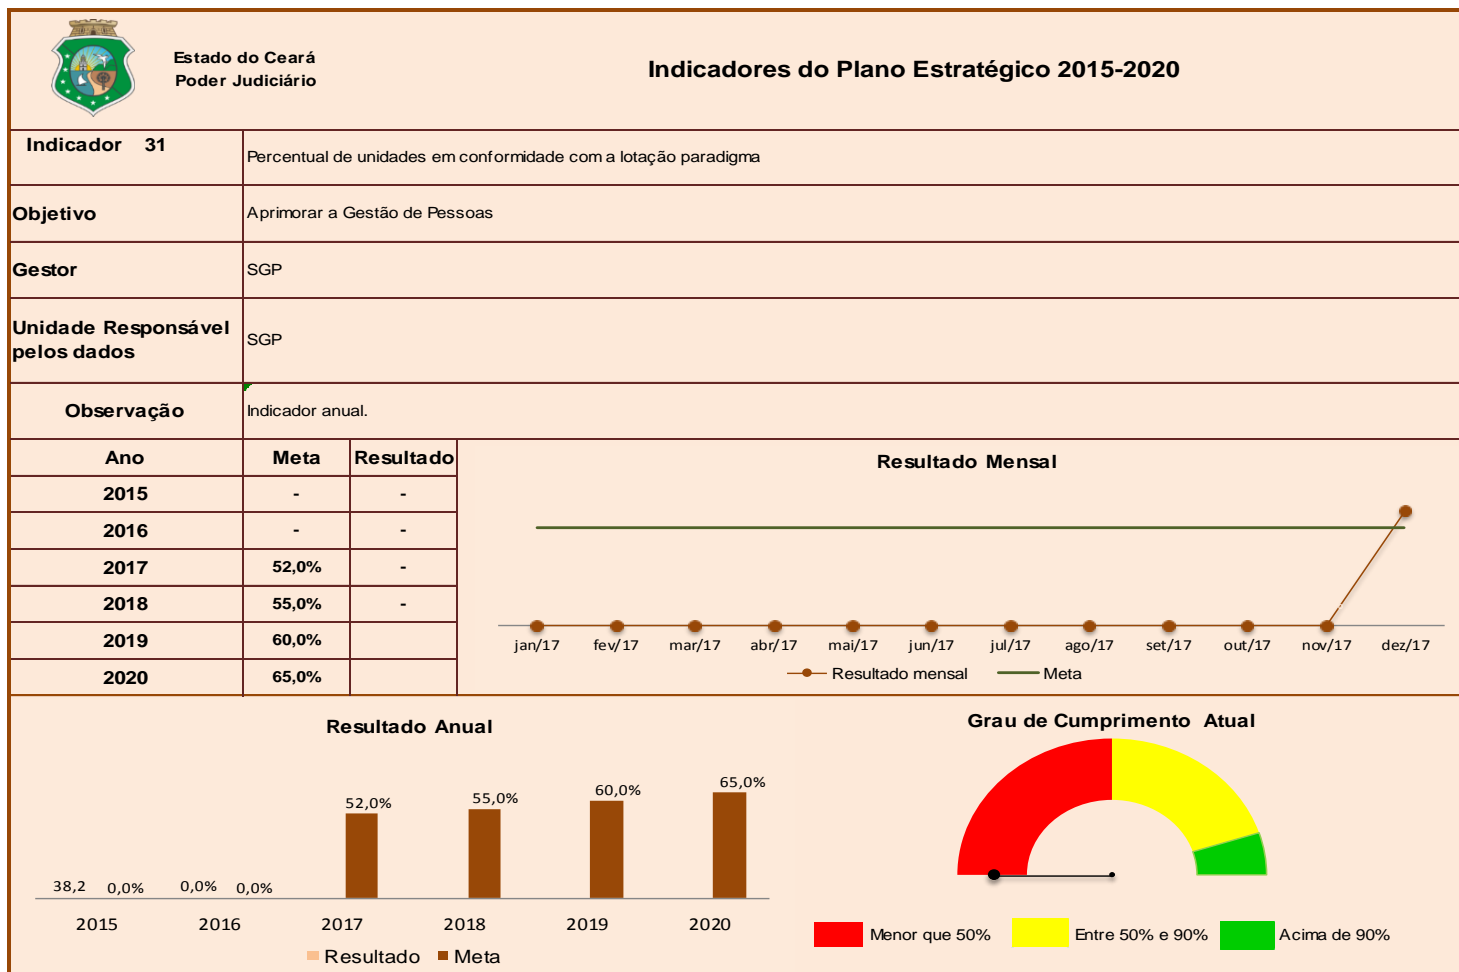 Estado do Ceará
Poder Judiciário
Indicadores do Plano Estratégico 2015-2020
Indicador 31
Percentual de unidades em conformidade com a lotação paradigma
Objetivo
Aprimorar a Gestão de Pessoas
Gestor
SGP
Unidade Responsável
pelos dados
SGP
Observação
Indicador anual.
Ano Meta Resultado
2015 - -
2016 - -
2017 52,0% -
2018 55,0% -
2019 60,0%
2020 65,0%
Resultado Mensal
jan/17 fev/17 mar/17 abr/17 mai/17 jun/17 jul/17 ago/17 set/17 out/17 nov/17 dez/17
Resultado mensal Meta
Resultado Anual
38,2 0,0% 0,0% 0,0% 52,0% 55,0% 60,0% 65,0%
2015 2016 2017 2018 2019 2020
Resultado Meta
Grau de Cumprimento Atual
Menor que 50% Entre 50% e 90% Acima de 90%